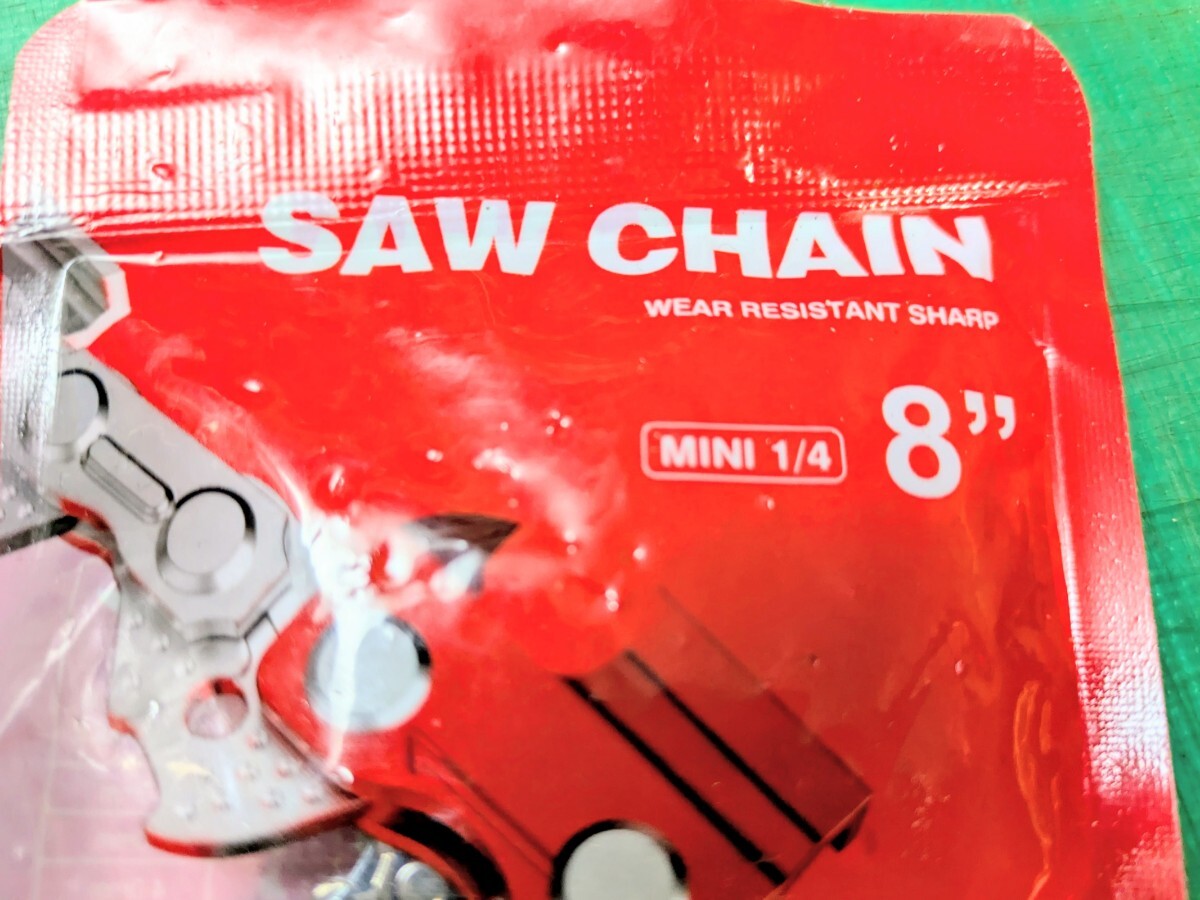 SAW CHAIN
WEAR RESISTANT SHARP
MINI 1/4
8”